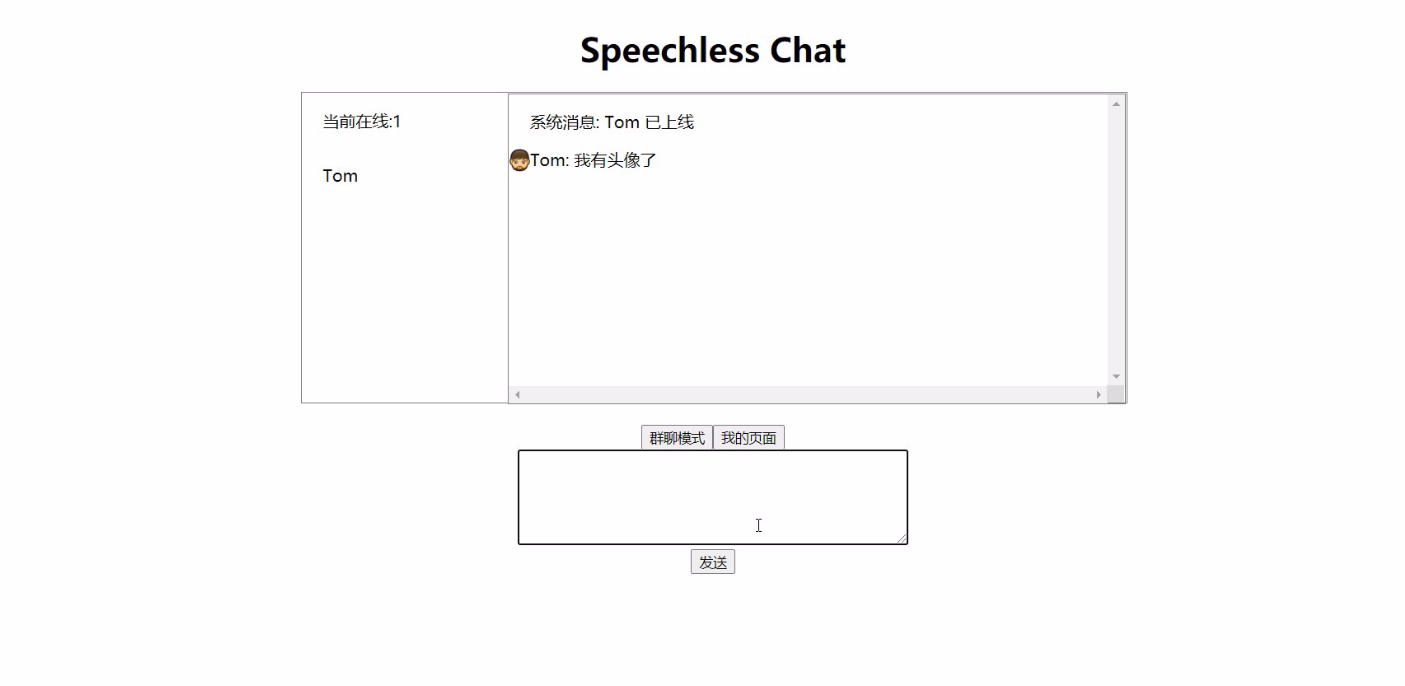 Speechless Chat
当前在线:1
Tom
系统消息: Tom 已上线
Tom: 我有头像了
群聊模式 我的页面
发送